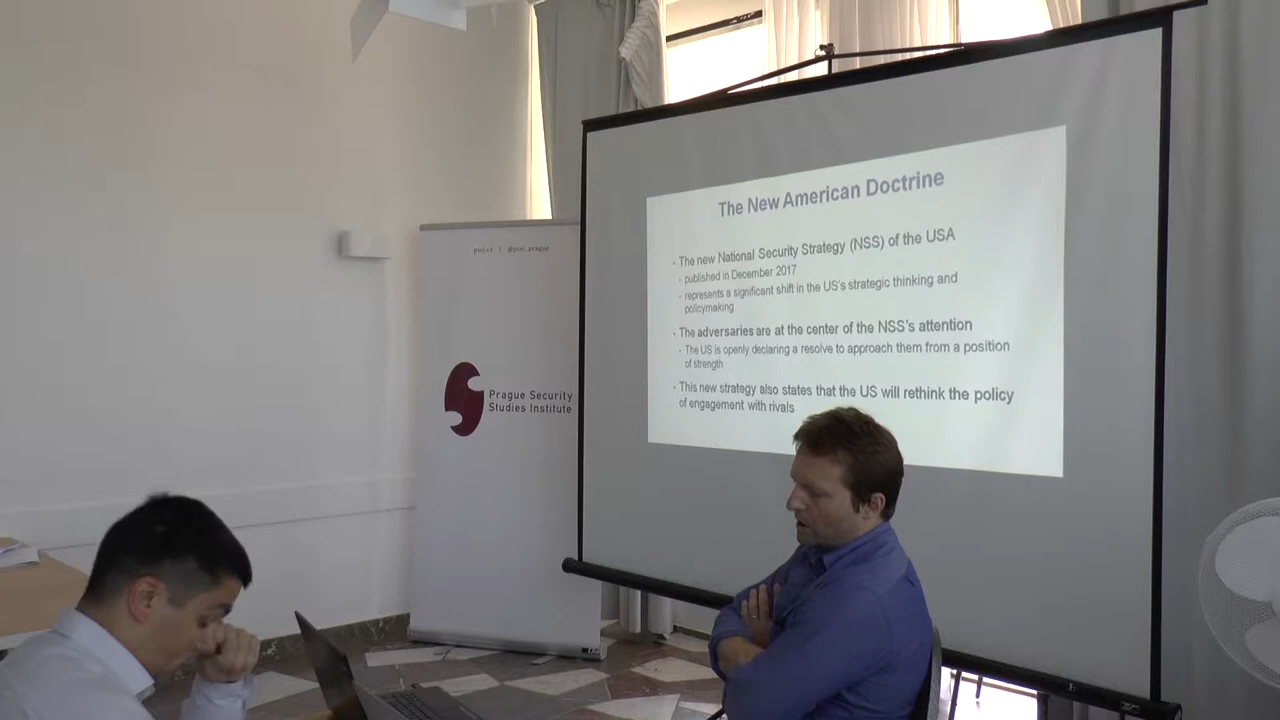 pssi.cz | @pssi_prague
Prague Security
Studies Institute
The New American Doctrine
• The new National Security Strategy (NSS) of the USA
• published in December 2017
• represents a significant shift in the US's strategic thinking and
policymaking
• The adversaries are at the center of the NSS's attention
• The US is openly declaring a resolve to approach them from a position
of strength
• This new strategy also states that the US will rethink the policy
of engagement with rivals